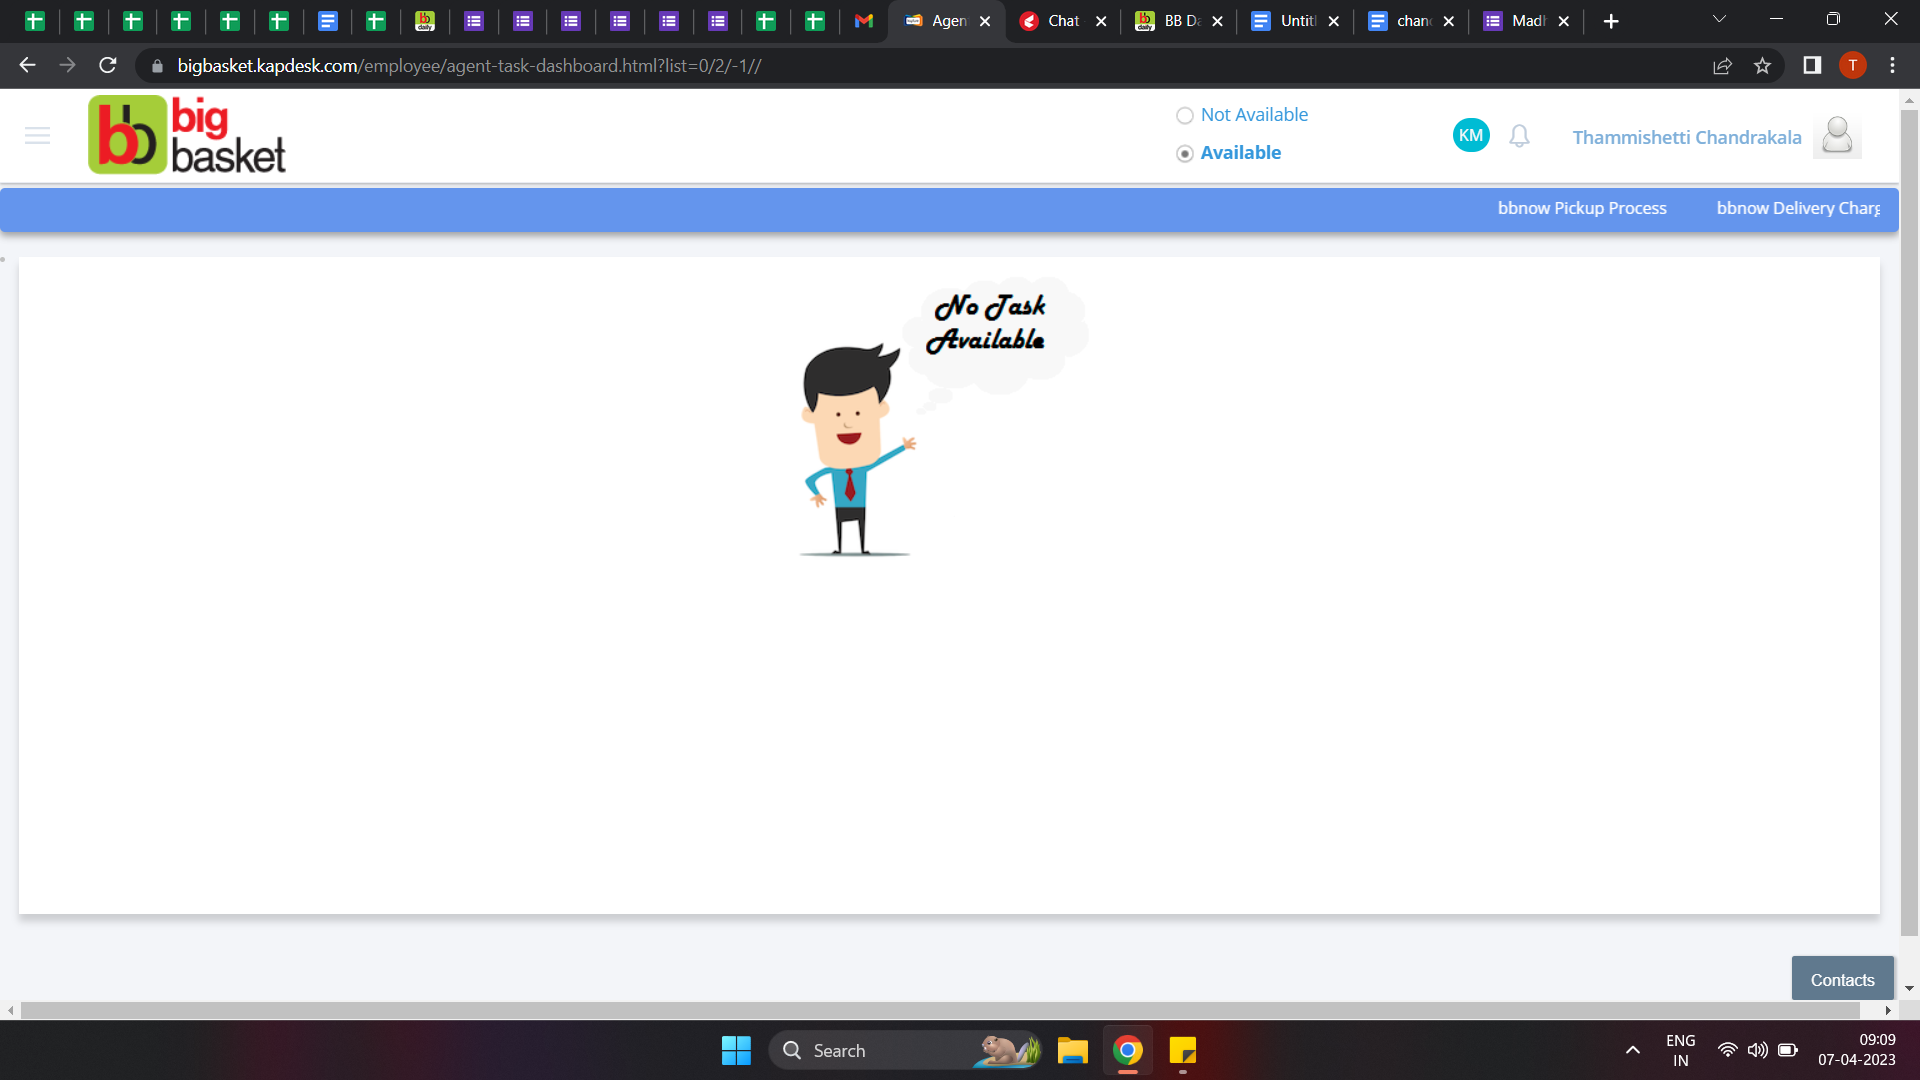 Agen
Chat
BB Da
Untitl
chan
Madh
bigbasket.kapdesk.com/employee/agent-task-dashboard.html?list=0/2/-1//
T
bb big
basket
Not Available
Available
KM
Thammishetti Chandrakala
bbnow Pickup Process
bbnow Delivery Charg
No Task
Available
Contacts
Search
ENG
IN
09:09
07-04-2023